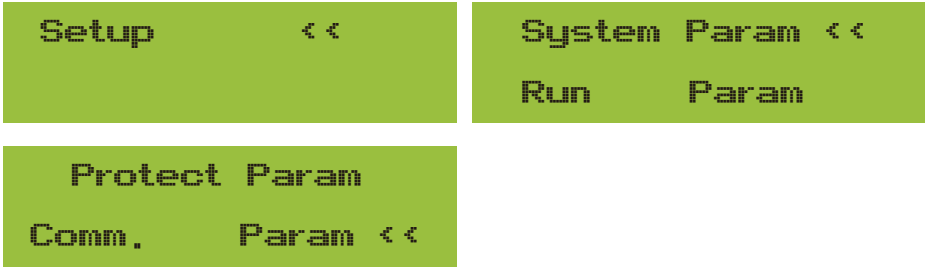 Setup <<
System Param <<
Run Param
Protect Param
Comm. Param <<